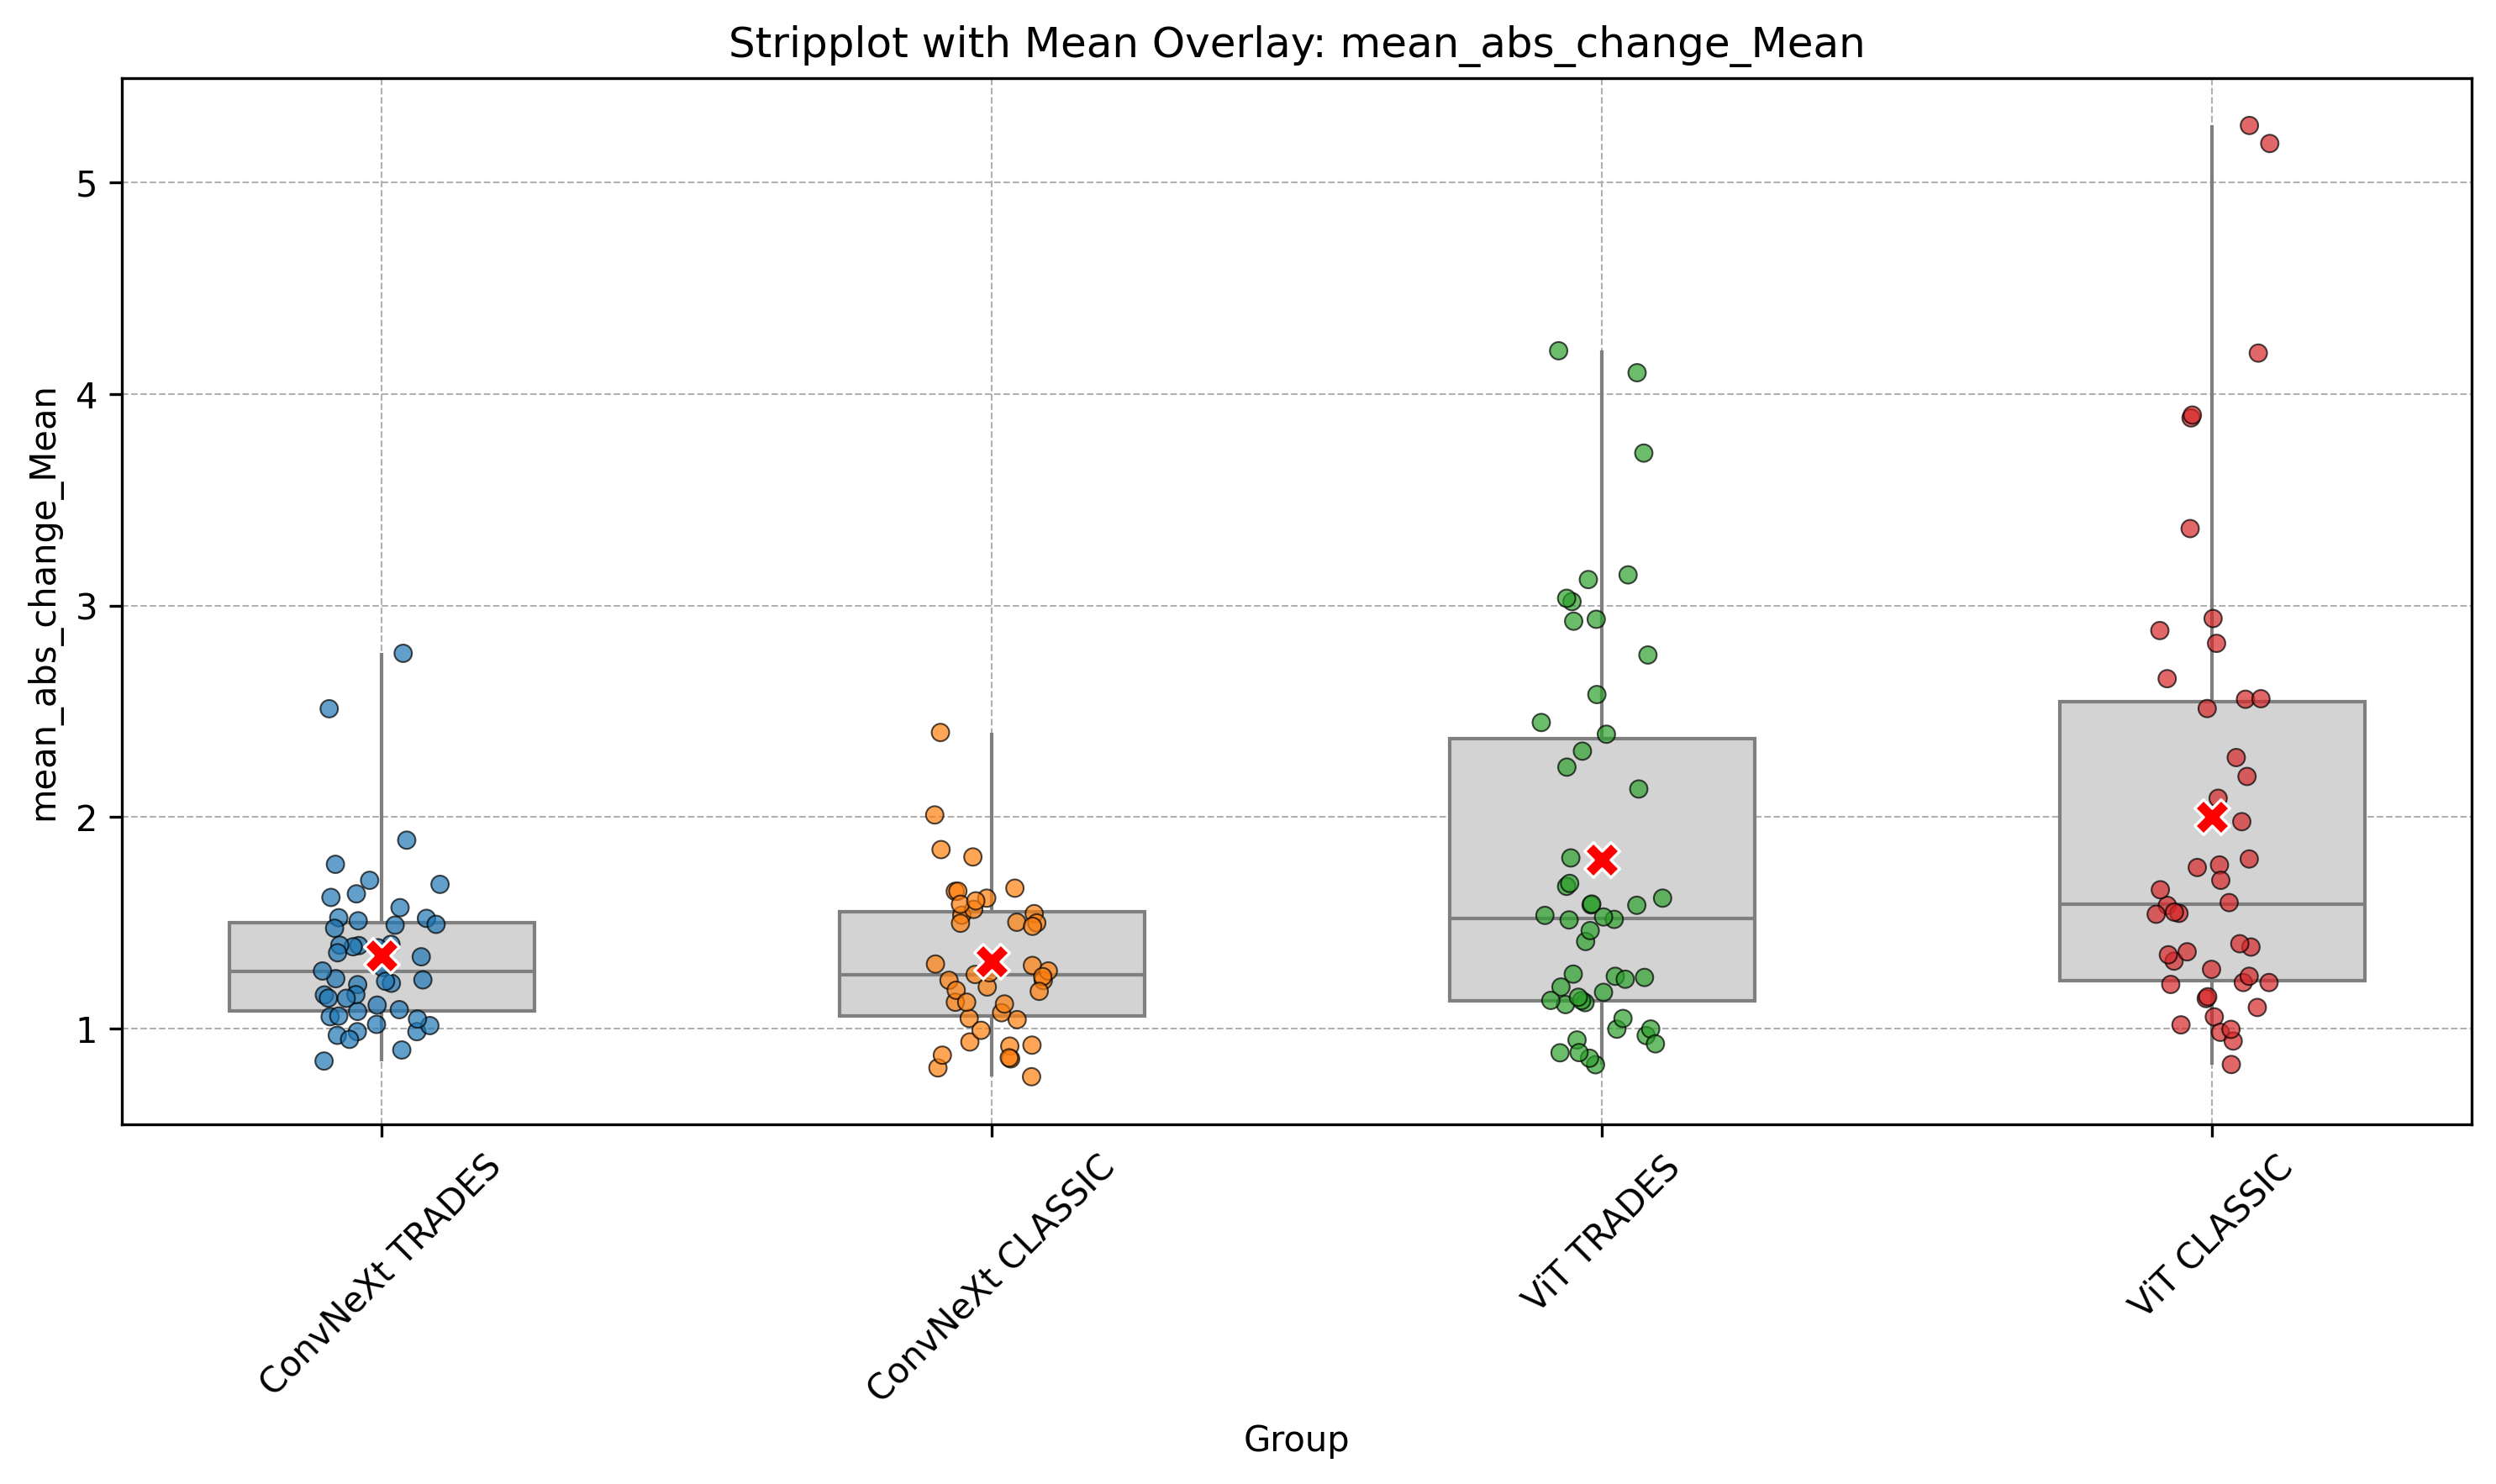 Stripplot with Mean Overlay: mean_abs_change_Mean
mean_abs_change_Mean
5
4
3
2
1
ConvNeXt TRADES
ConvNeXt CLASSIC
ViT TRADES
ViT CLASSIC
Group